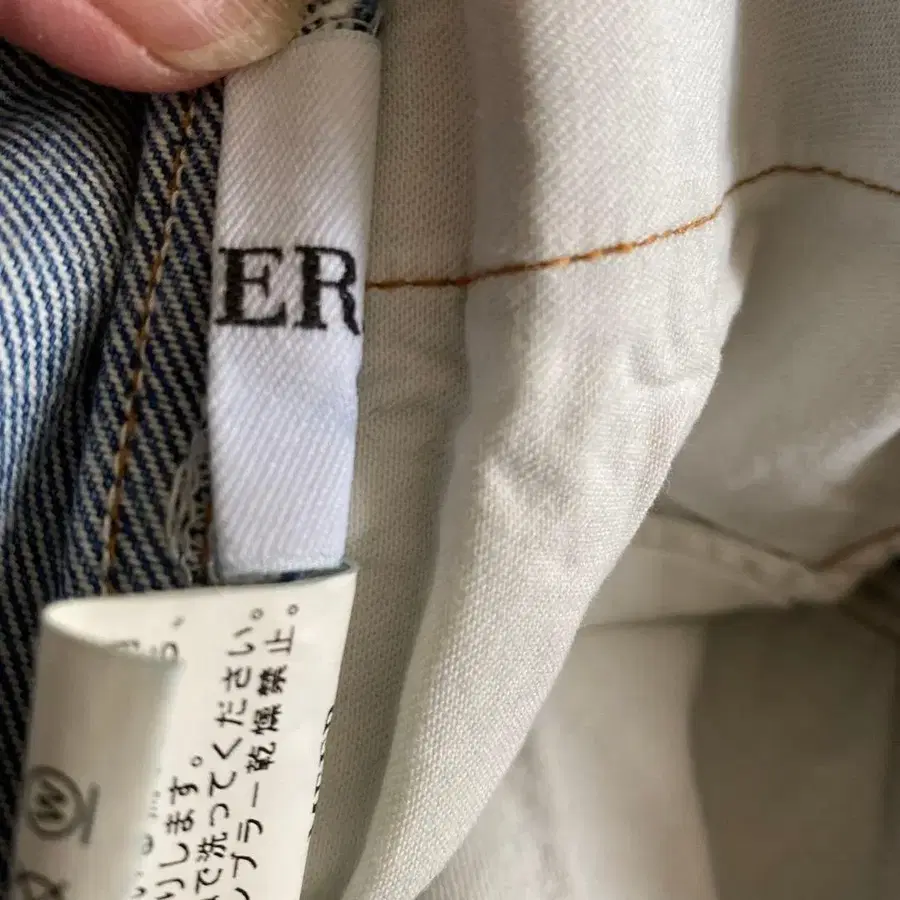 ER
ら、
りします。
で洗ってください。
ンブラー乾燥禁止。
W